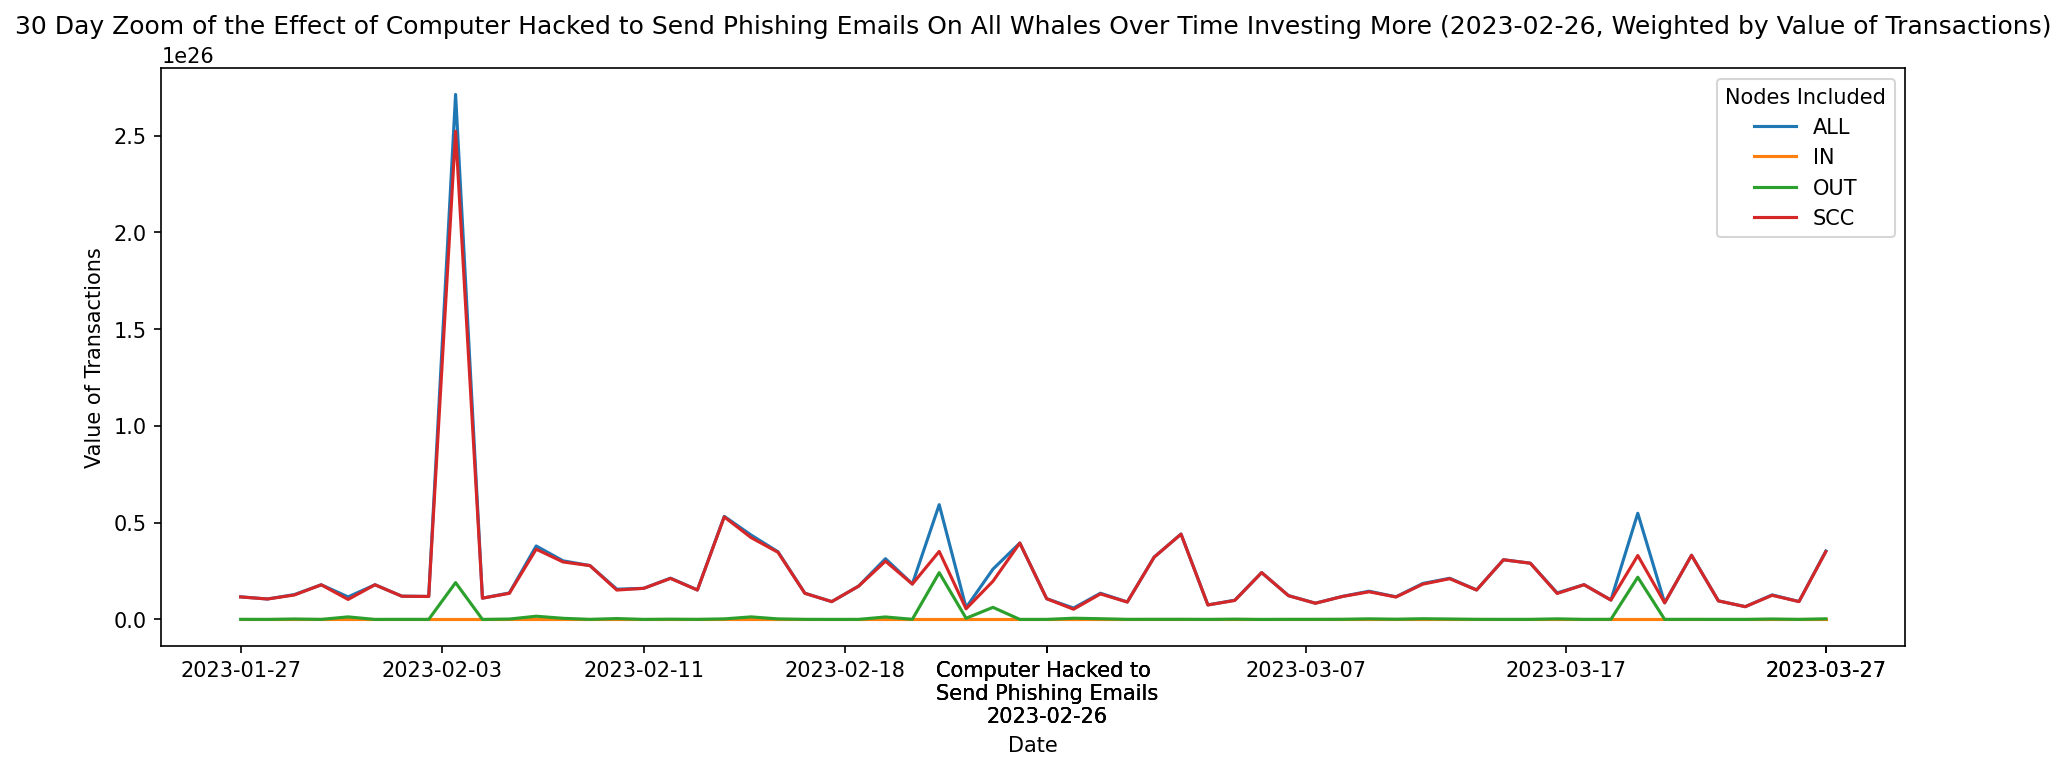 30 Day Zoom of the Effect of Computer Hacked to Send Phishing Emails On All Whales Over Time Investing More (2023-02-26, Weighted by Value of Transactions)
1e26
Nodes Included
ALL
IN
OUT
SCC
2.5
2.0
1.5
1.0
0.5
0.0
Value of Transactions
2023-01-27
2023-02-03
2023-02-11
2023-02-18
Computer Hacked to
Send Phishing Emails
2023-02-26
2023-03-07
2023-03-17
2023-03-27
Date